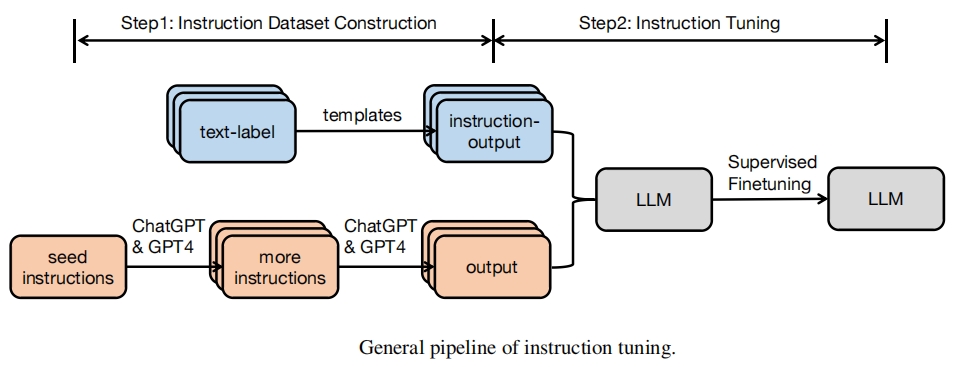 Step1: Instruction Dataset Construction
Step2: Instruction Tuning
text-label
templates
instruction-
output
seed
instructions
ChatGPT
& GPT4
more
instructions
ChatGPT
& GPT4
output
LLM
Supervised
Finetuning
LLM
General pipeline of instruction tuning.